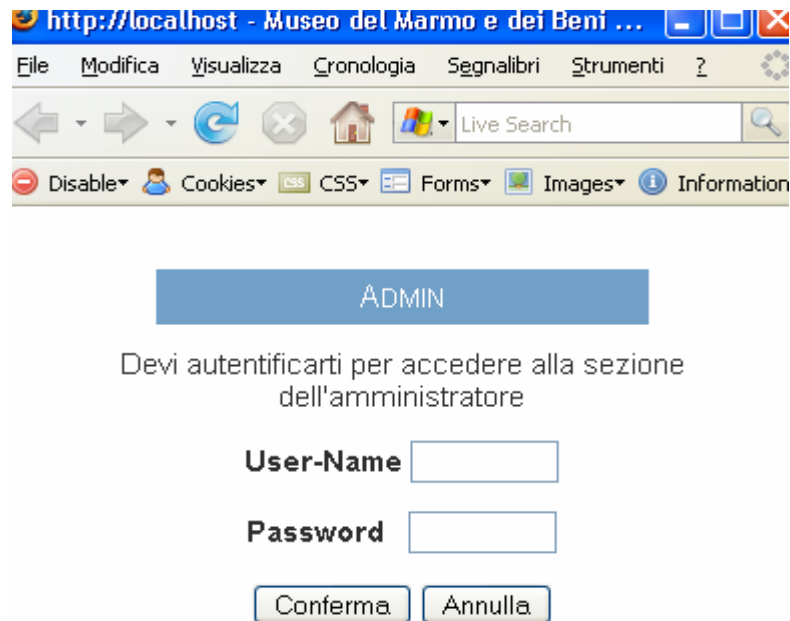 http://localhost - Museo del Marmo e dei Beni ...
File Modifica Visualizza Cronologia Segnalibri Strumenti ?
Live Search
Disable Cookies CSS CSS Forms Images Information
ADMIN
Devi autentificarti per accedere alla sezione
dell'amministratore
User-Name
Password
Conferma Annulla